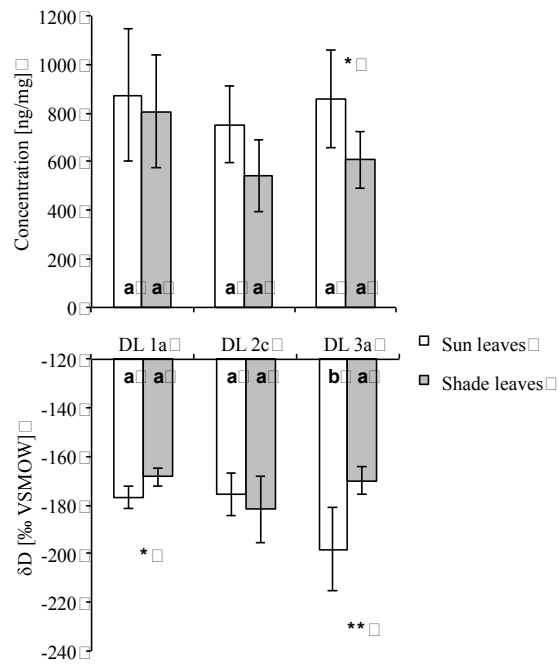 Concentration [ng/mg]
1200
1000
800
600
400
200
0
*
a a a a a a
DL 1a DL 2c DL 3a
Sun leaves
Shade leaves
δD [‰ VSMOW]
-120
-140
-160
-180
-200
-220
-240
a a a a b a
*
**